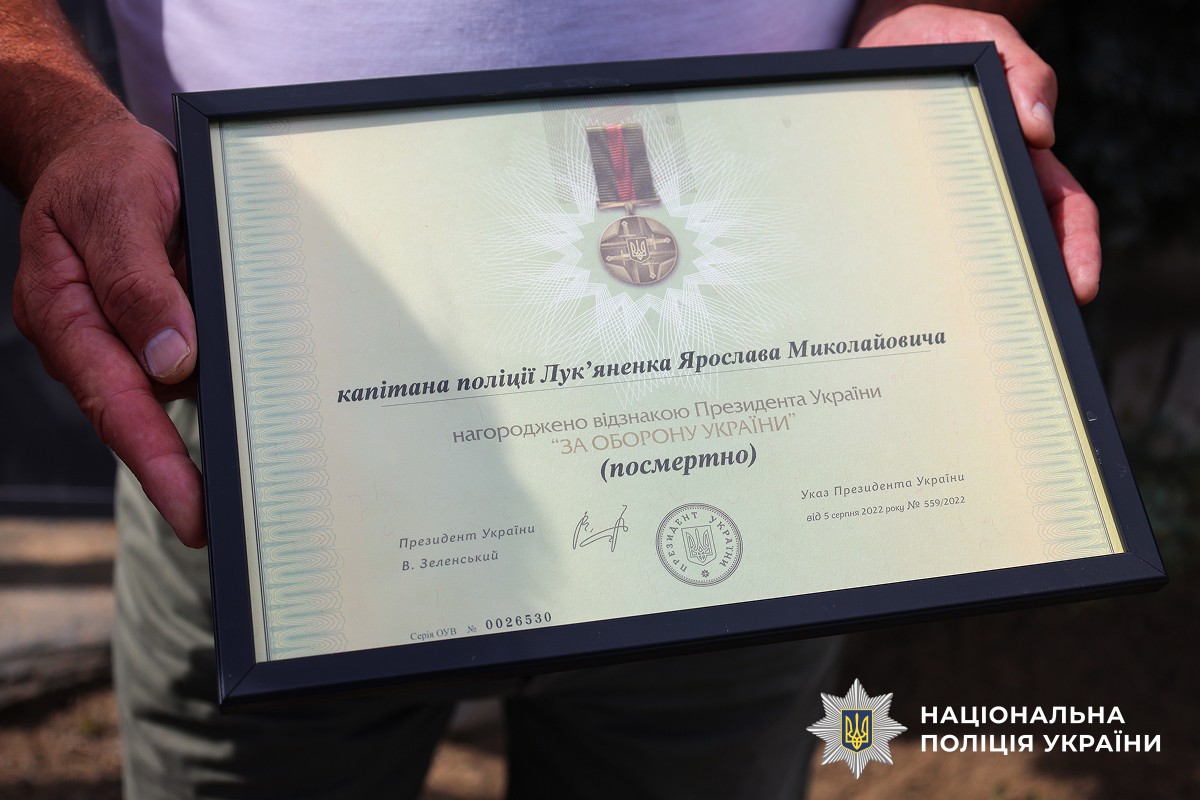 капітана поліції Лук’яненка Ярослава Миколайовича
нагороджено відзнакою Президента України
“ЗА ОБОРОНУ УКРАЇНИ”
(посмертно)
Президент України
В. Зеленський
ПРЕЗИДЕНТ УКРАЇНИ
Указ Президента України
від 5 серпня 2022 року № 559/2022
Серія ОУВ № 0026530
НАЦІОНАЛЬНА
ПОЛІЦІЯ УКРАЇНИ